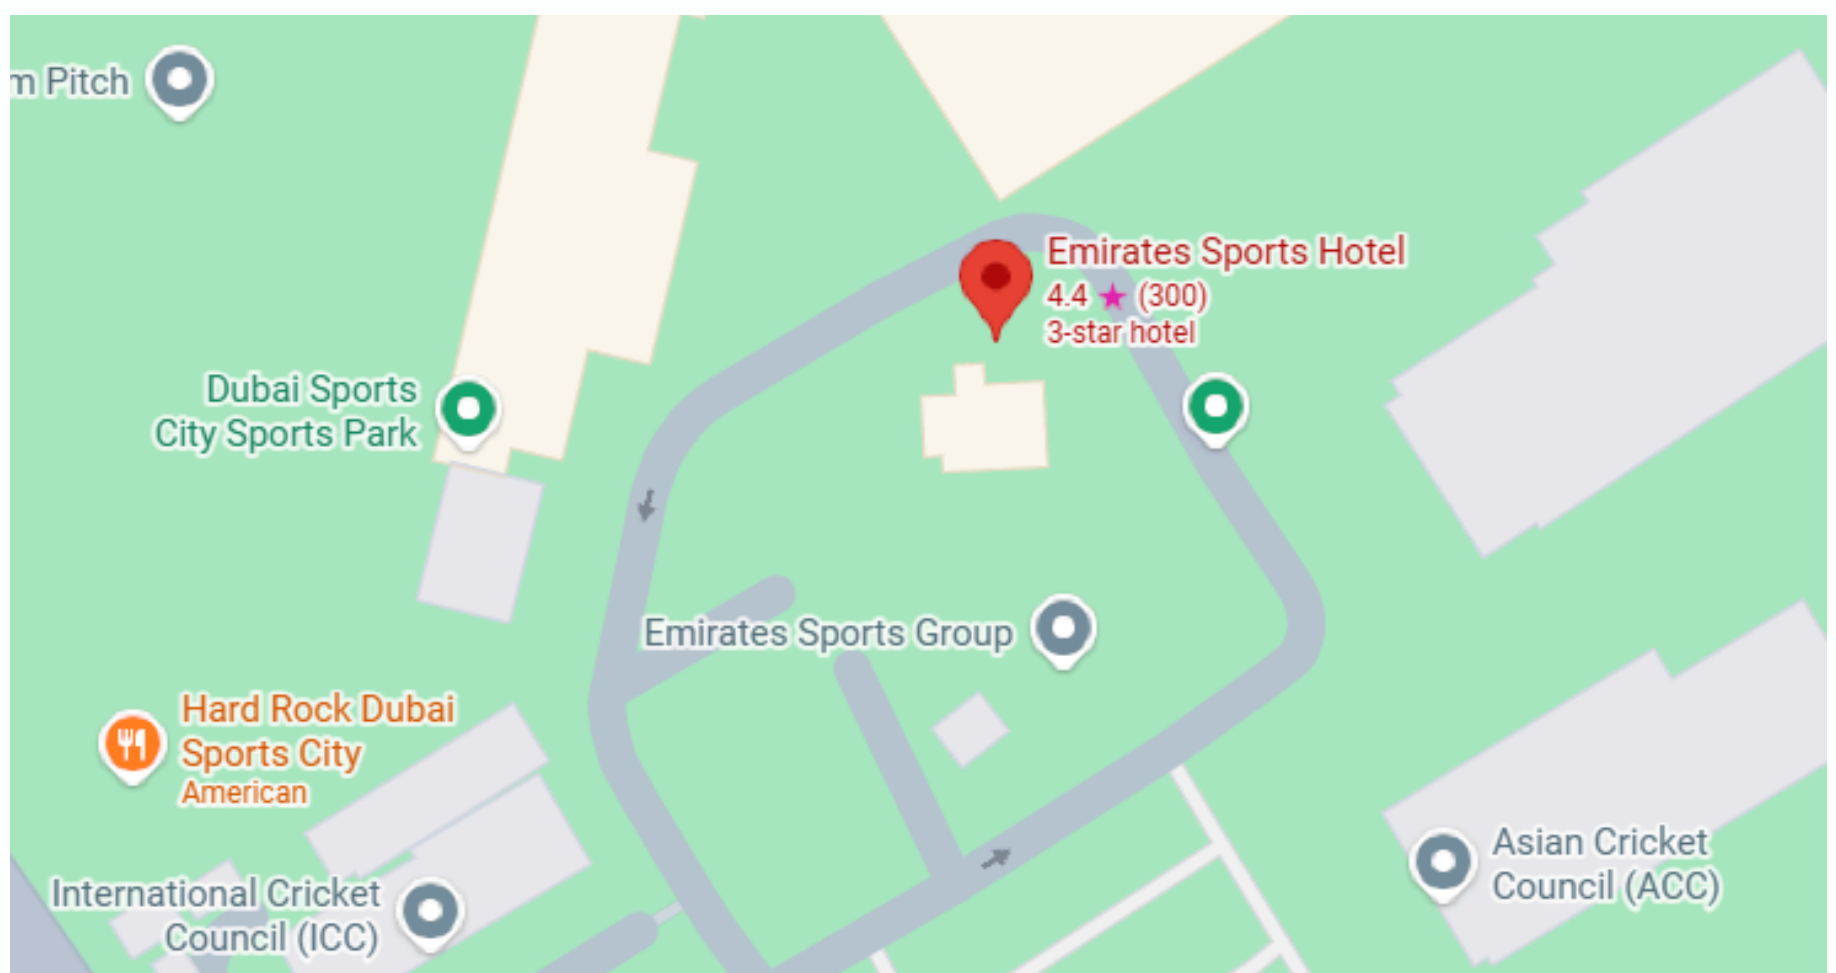 m Pitch
Emirates Sports Hotel
4.4 ★ (300)
3-star hotel
Dubai Sports
City Sports Park
Emirates Sports Group
Hard Rock Dubai
Sports City
American
Asian Cricket
Council (ACC)
International Cricket
Council (ICC)